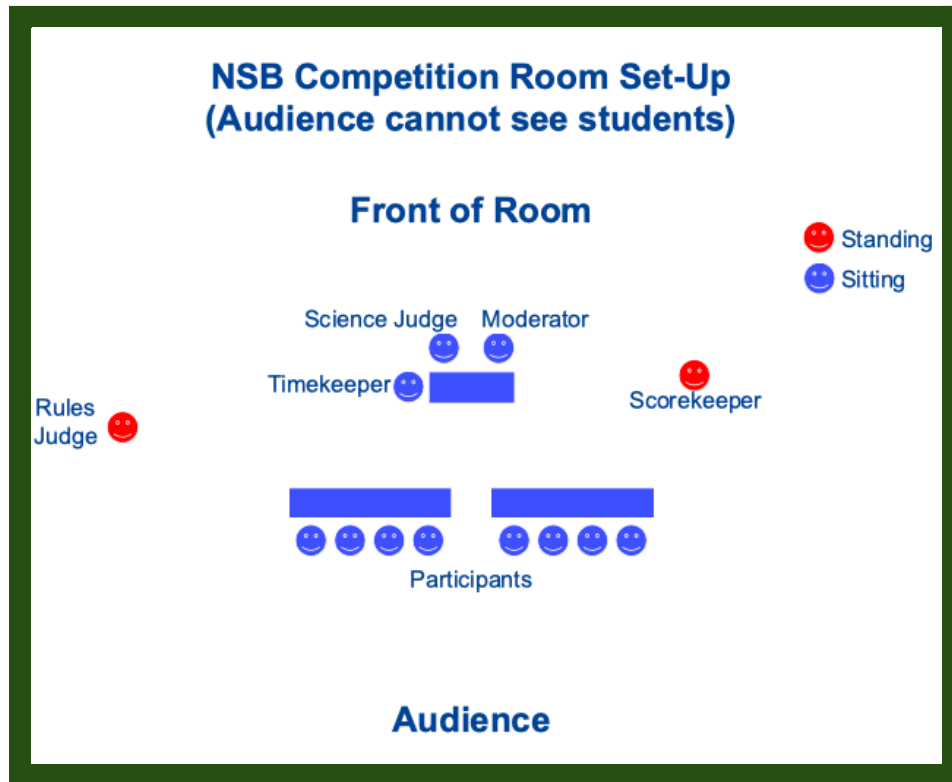 NSB Competition Room Set-Up
(Audience cannot see students)
Front of Room
Standing
Sitting
Science Judge
Moderator
Timekeeper
Scorekeeper
Rules
Judge
Participants
Audience